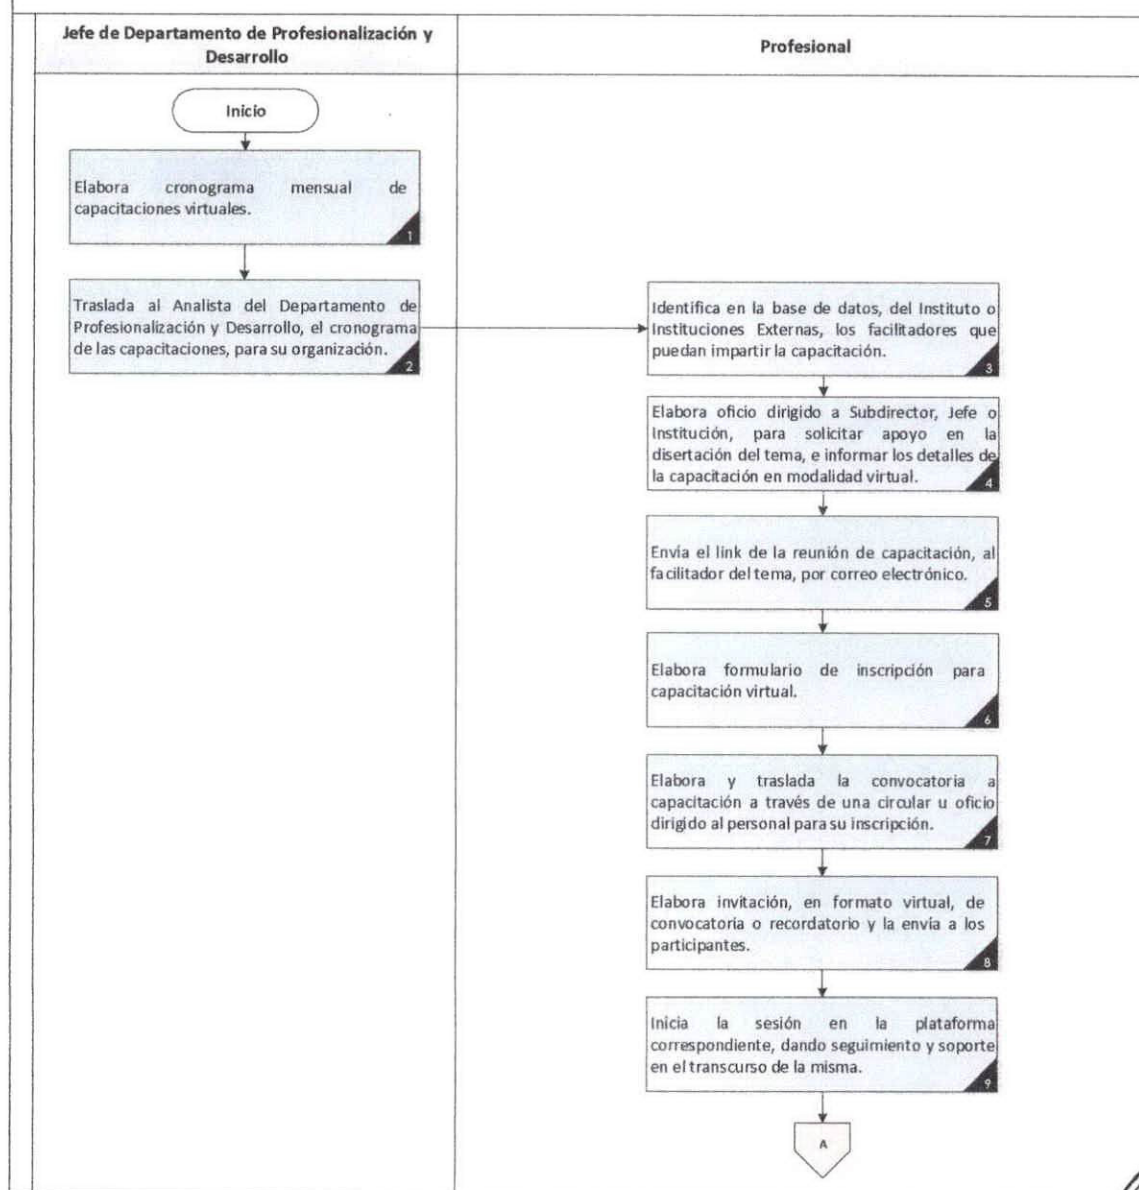 Jefe de Departamento de Profesionalización y
Desarrollo
Profesional
Inicio
Elabora cronograma mensual de
capacitaciones virtuales.
1
Traslada al Analista del Departamento de
Profesionalización y Desarrollo, el cronograma
de las capacitaciones, para su organización.
2
Identifica en la base de datos, del Instituto o
Instituciones Externas, los facilitadores que
puedan impartir la capacitación.
3
Elabora oficio dirigido a Subdirector, Jefe o
Institución, para solicitar apoyo en la
disertación del tema, e informar los detalles de
la capacitación en modalidad virtual.
4
Envía el link de la reunión de capacitación, al
facilitador del tema, por correo electrónico.
5
Elabora formulario de inscripción para
capacitación virtual.
6
Elabora y traslada la convocatoria a
capacitación a través de una circular u oficio
dirigido al personal para su inscripción.
7
Elabora invitación, en formato virtual, de
convocatoria o recordatorio y la envía a los
participantes.
8
Inicia la sesión en la plataforma
correspondiente, dando seguimiento y soporte
en el transcurso de la misma.
9
A